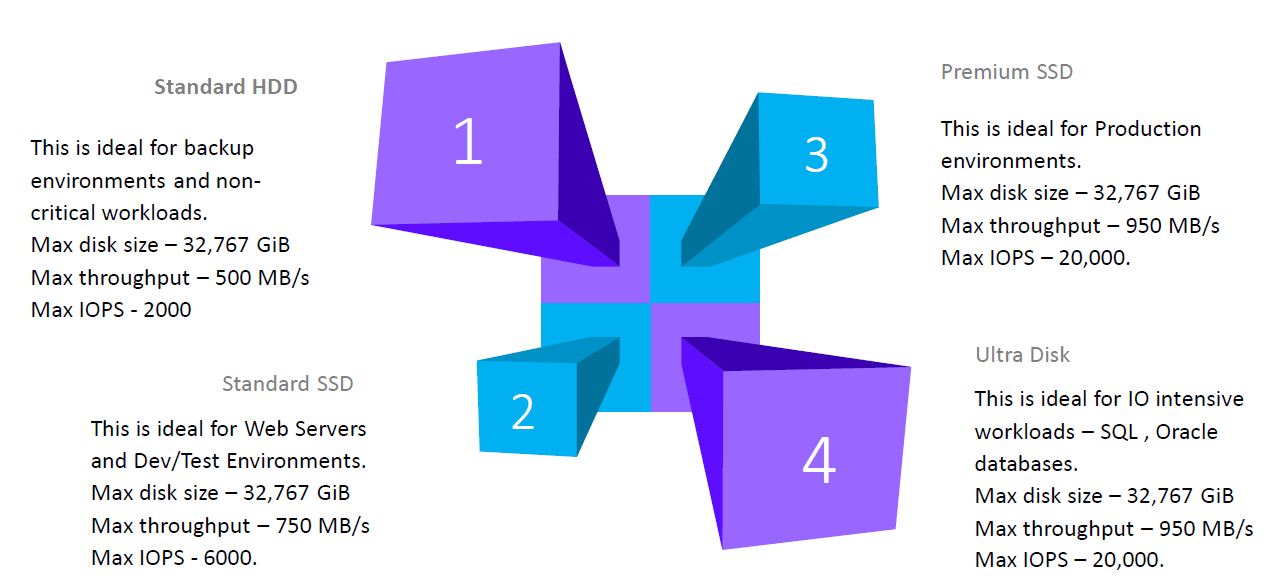 Standard HDD
This is ideal for backup
environments and non-
critical workloads.
Max disk size – 32,767 GiB
Max throughput – 500 MB/s
Max IOPS - 2000
1
Standard SSD
This is ideal for Web Servers
and Dev/Test Environments.
Max disk size – 32,767 GiB
Max throughput – 750 MB/s
Max IOPS - 6000.
2
Premium SSD
This is ideal for Production
environments.
Max disk size – 32,767 GiB
Max throughput – 950 MB/s
Max IOPS – 20,000.
3
Ultra Disk
This is ideal for IO intensive
workloads – SQL , Oracle
databases.
Max disk size – 32,767 GiB
Max throughput – 950 MB/s
Max IOPS – 20,000.
4